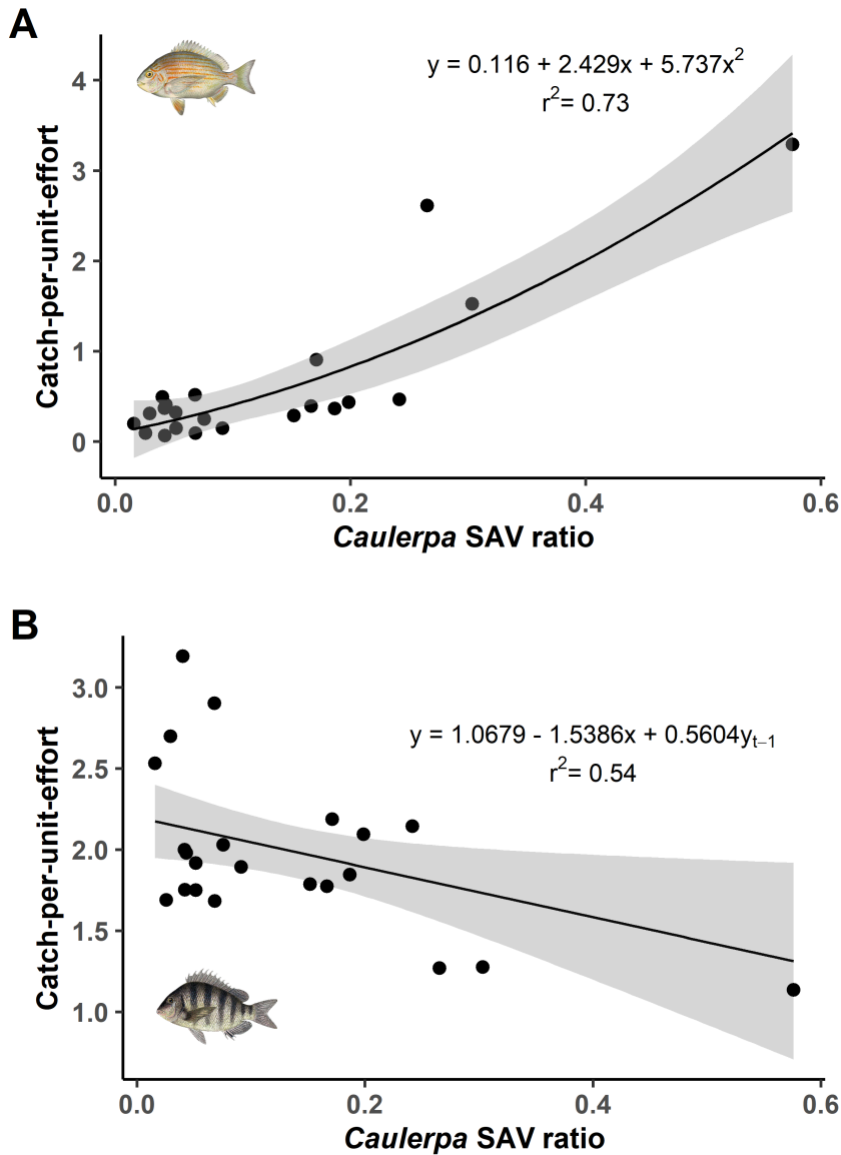 A
y = 0.116 + 2.429x + 5.737x²
r²= 0.73
Catch-per-unit-effort
4
3
2
1
0
0.0 0.2 0.4 0.6
Caulerpa SAV ratio
B
y = 1.0679 - 1.5386x + 0.5604yₜ₋₁
r²= 0.54
Catch-per-unit-effort
3.0
2.5
2.0
1.5
1.0
0.0 0.2 0.4 0.6
Caulerpa SAV ratio